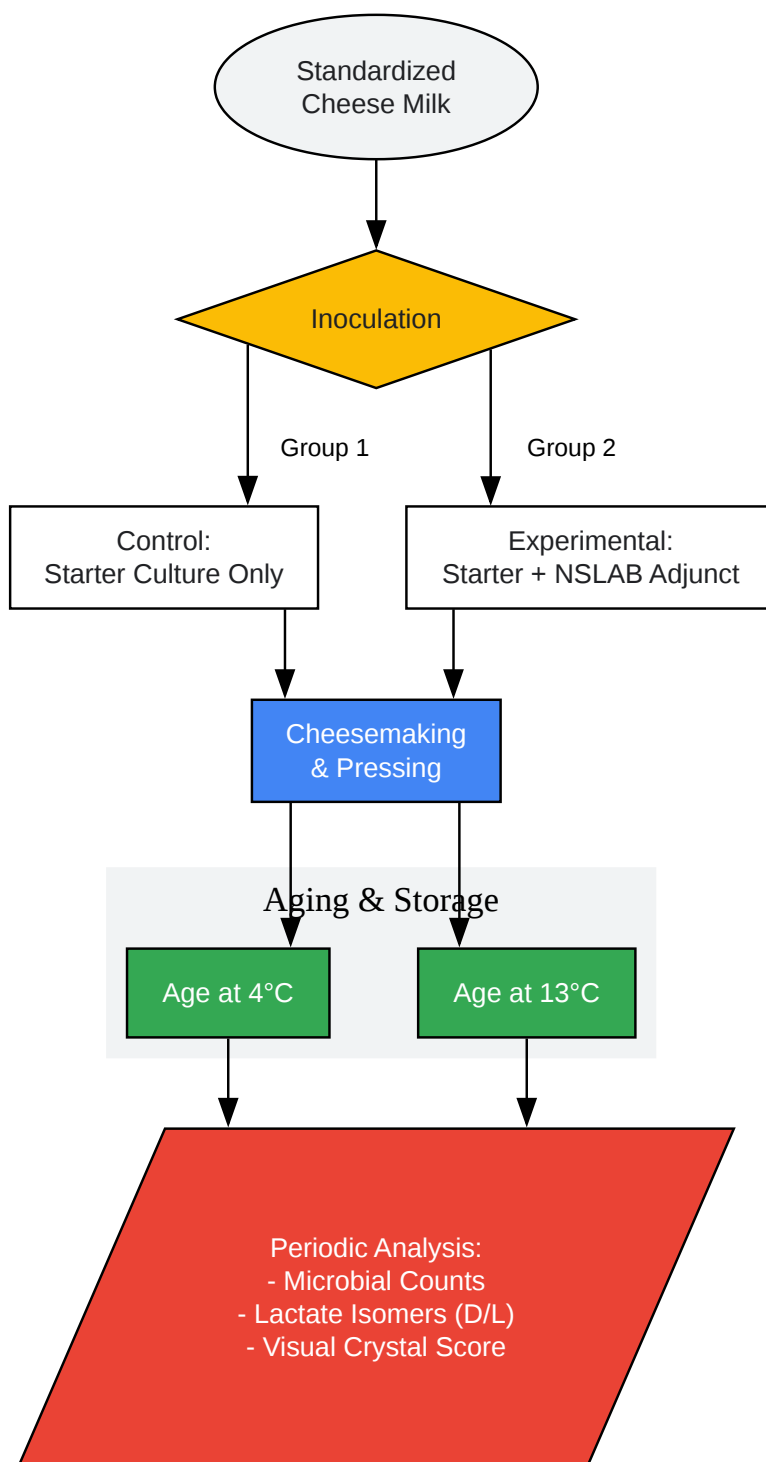 Standardized
Cheese Milk
Inoculation
Group 1
Group 2
Control:
Starter Culture Only
Experimental:
Starter + NSLAB Adjunct
Cheesemaking
& Pressing
Aging & Storage
Age at 4°C
Age at 13°C
Periodic Analysis:
- Microbial Counts
- Lactate Isomers (D/L)
- Visual Crystal Score